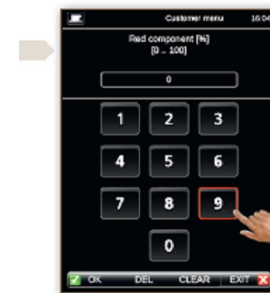 Customer menu 16:04
Red component [%]
[0 .. 100]
0
1 2 3
4 5 6
7 8 9
0
OK DEL CLEAR EXIT